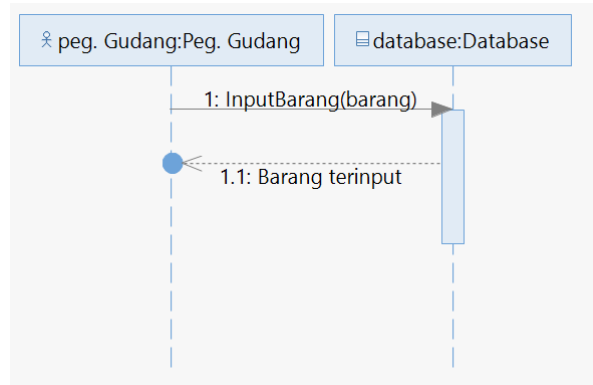 peg. Gudang:Peg. Gudang
database:Database
1: InputBarang(barang)
1.1: Barang terinput